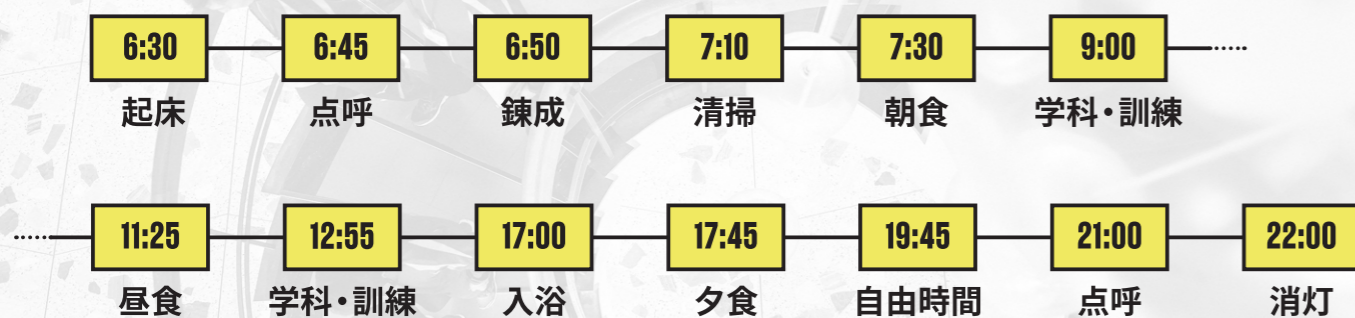 6:30 6:45 6:50 7:10 7:30 9:00
起床 点呼 錬成 清掃 朝食 学科・訓練
11:25 12:55 17:00 17:45 19:45 21:00 22:00
昼食 学科・訓練 入浴 夕食 自由時間 点呼 消灯